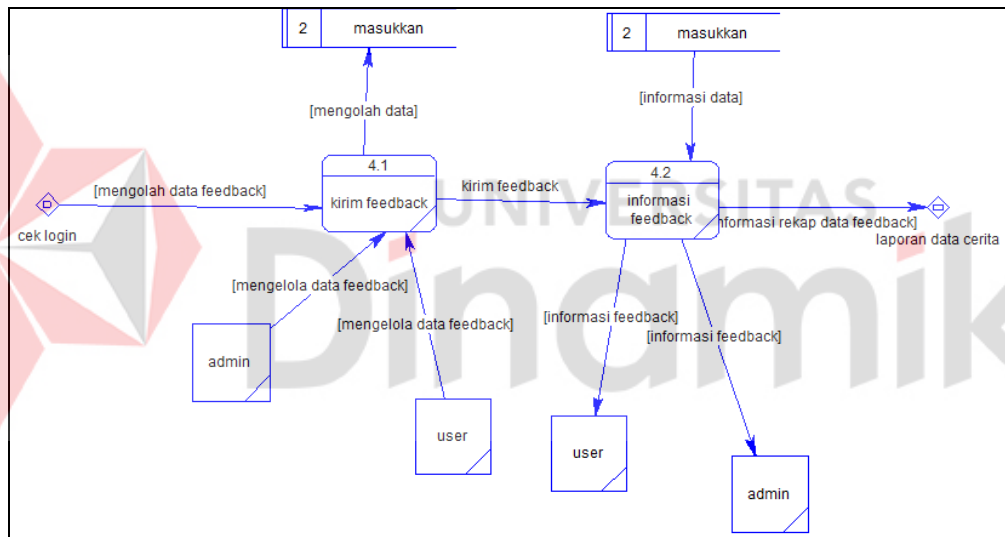 2 masukkan
2 masukkan
[mengolah data]
[informasi data]
4.1
kirim feedback
4.2
informasi
feedback
[mengolah data feedback]
kirim feedback
informasi rekap data feedback]
cek login
laporan data cerita
[mengelola data feedback]
[mengelola data feedback]
[informasi feedback]
[informasi feedback]
admin
user
user
admin
UNIVERSITAS
Dinamika